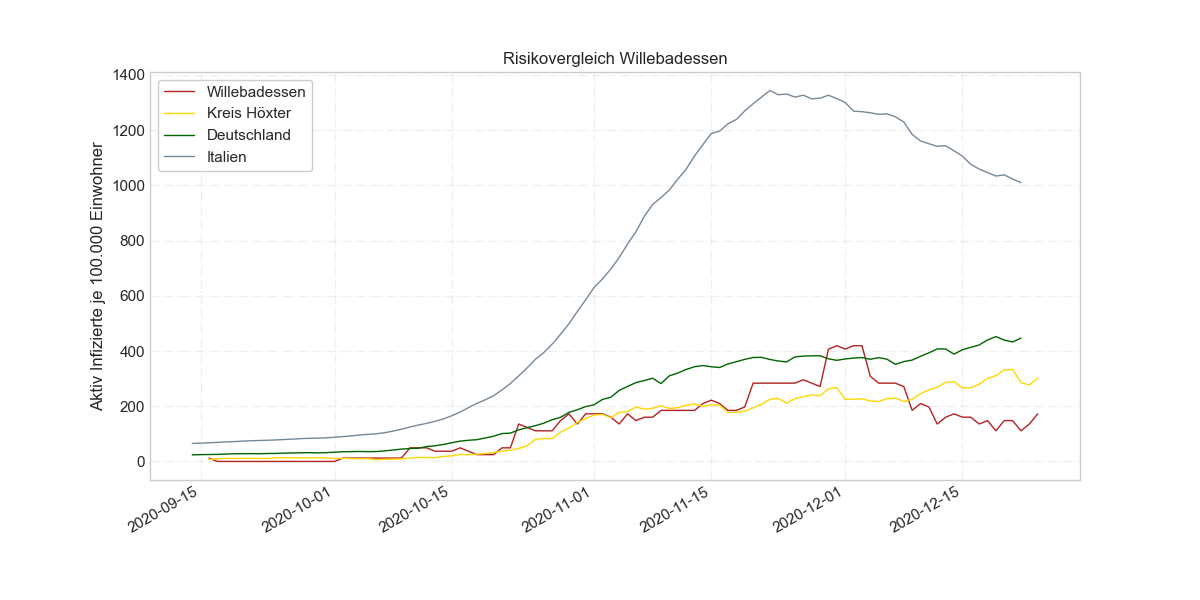 Risikovergleich Willebadessen
Aktiv Infizierte je 100.000 Einwohner
1400
1200
1000
800
600
400
200
0
Willebadessen
Kreis Höxter
Deutschland
Italien
2020-09-15
2020-10-01
2020-10-15
2020-11-01
2020-11-15
2020-12-01
2020-12-15